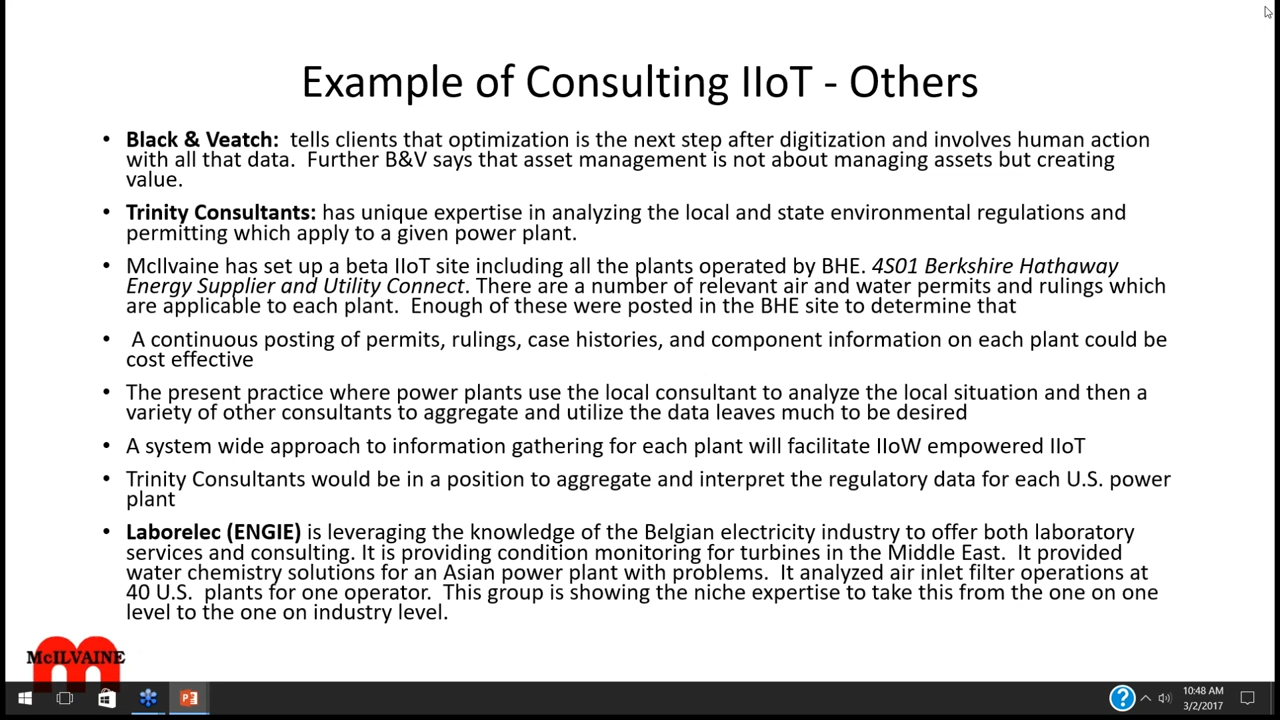 Example of Consulting IIoT - Others
• Black & Veatch: tells clients that optimization is the next step after digitization and involves human action
with all that data. Further B&V says that asset management is not about managing assets but creating
value.
• Trinity Consultants: has unique expertise in analyzing the local and state environmental regulations and
permitting which apply to a given power plant.
• McIlvaine has set up a beta IIoT site including all the plants operated by BHE. 4S01 Berkshire Hathaway
Energy Supplier and Utility Connect. There are a number of relevant air and water permits and rulings which
are applicable to each plant. Enough of these were posted in the BHE site to determine that
• A continuous posting of permits, rulings, case histories, and component information on each plant could be
cost effective
• The present practice where power plants use the local consultant to analyze the local situation and then a
variety of other consultants to aggregate and utilize the data leaves much to be desired
• A system wide approach to information gathering for each plant will facilitate IIoW empowered IIoT
• Trinity Consultants would be in a position to aggregate and interpret the regulatory data for each U.S. power
plant
• Laborelec (ENGIE) is leveraging the knowledge of the Belgian electricity industry to offer both laboratory
services and consulting. It is providing condition monitoring for turbines in the Middle East. It provided
water chemistry solutions for an Asian power plant with problems. It analyzed air inlet filter operations at
40 U.S. plants for one operator. This group is showing the niche expertise to take this from the one on one
level to the one on industry level.
McILVAINE
10:48 AM
3/2/2017